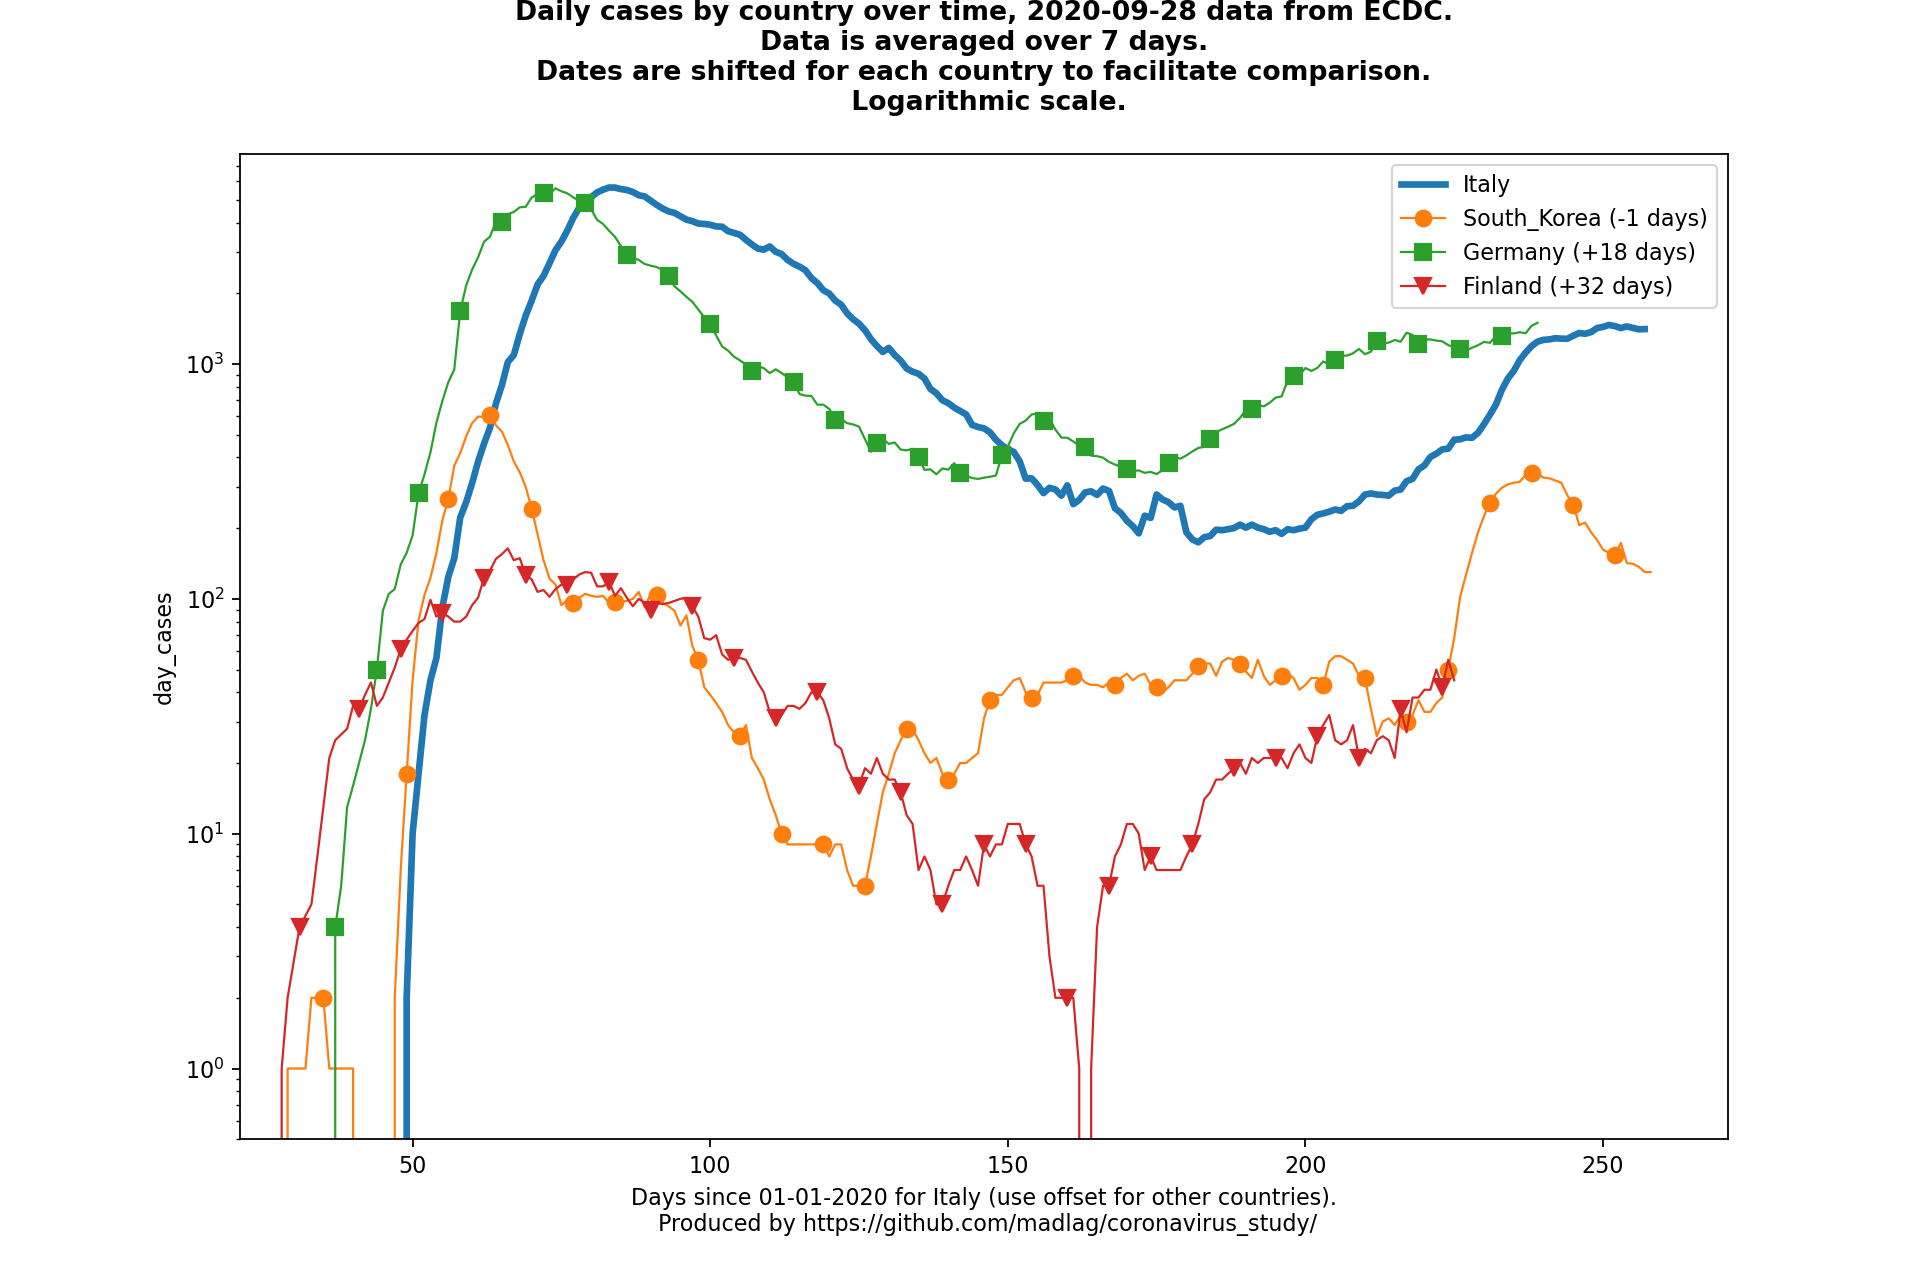 Daily cases by country over time, 2020-09-28 data from ECDC.
Data is averaged over 7 days.
Dates are shifted for each country to facilitate comparison.
Logarithmic scale.
Italy
South_Korea (-1 days)
Germany (+18 days)
Finland (+32 days)
day_cases
10³
10²
10¹
10⁰
50 100 150 200 250
Days since 01-01-2020 for Italy (use offset for other countries).
Produced by https://github.com/madlag/coronavirus_study/